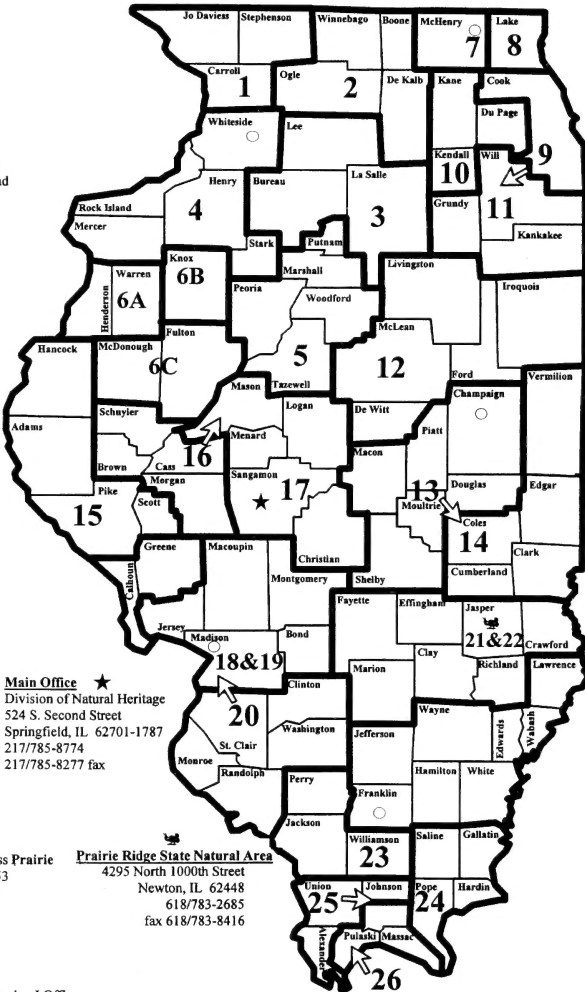 Jo Daviess Stephenson Winnebago Boone McHenry Lake
7 8
Carroll Ogle De Kalb Kane Cook
1 2
Du Page
Whiteside Lee
Kendall Will 9
10
La Salle
Henry Bureau
Rock Island
Mercer
4 3 Grundy 11
Kankakee
Stark Putnam
Knox Livingston
Warren 6B Marshall
Peoria Iroquois
Henderson 6A Woodford
Fulton McLean
Hancock McDonough
6C 5 12
Mason Tazewell Ford Vermilion
Schuyler Logan Champaign
Adams De Witt
Menard Piatt
16 Macon
Brown Cass
Morgan Sangamon
Pike 17 13 Douglas Edgar
15 Scott Moultrie
Coles
14
Greene Macoupin Christian Clark
Calhoun Montgomery Shelby Cumberland
Fayette Effingham Jasper
Jersey Bond 21&22 Crawford
Madison Clay
18&19 Richland Lawrence
Marion
Clinton
20 Wayne
Washington Edwards Wabash
St. Clair Jefferson
Monroe
Randolph Hamilton White
Perry
Franklin
Jackson
Williamson Saline Gallatin
23
Union Johnson Pope Hardin
25 24
Alexander Pulaski Massac
26
nd
Main Office
Division of Natural Heritage
524 S. Second Street
Springfield, IL 62701-1787
217/785-8774
217/785-8277 fax
ss Prairie
53
Prairie Ridge State Natural Area
4295 North 1000th Street
Newton, IL 62448
618/783-2685
fax 618/783-8416